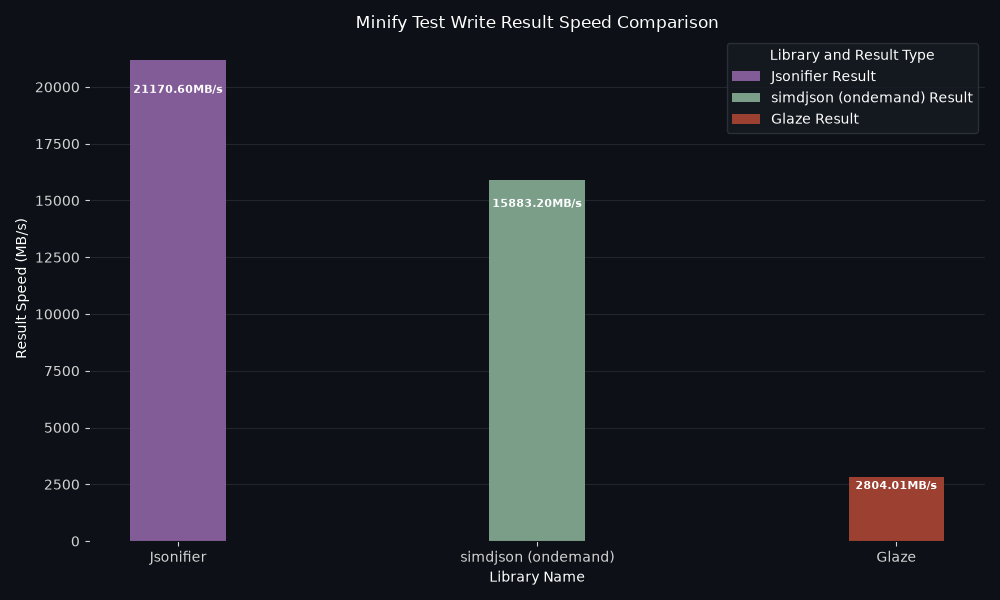 Minify Test Write Result Speed Comparison
Library and Result Type
Jsonifier Result
simdjson (ondemand) Result
Glaze Result
Result Speed (MB/s)
20000
17500
15000
12500
10000
7500
5000
2500
0
21170.60MB/s
15883.20MB/s
2804.01MB/s
Jsonifier
simdjson (ondemand)
Glaze
Library Name